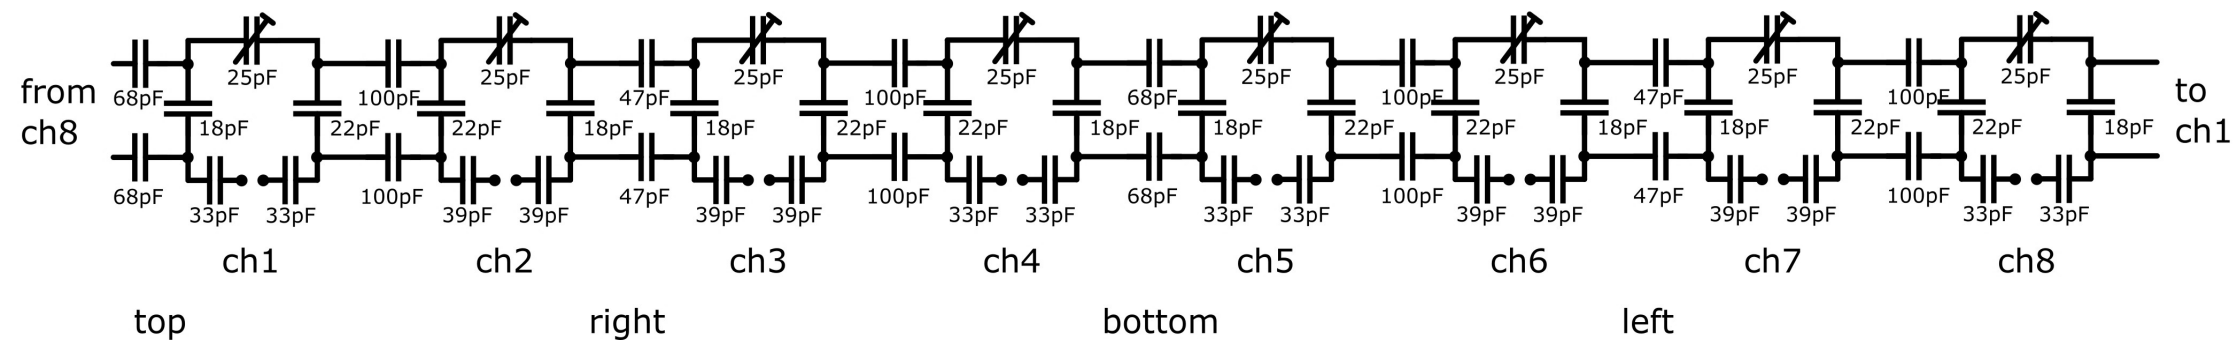 25pF 25pF 25pF 25pF 25pF 25pF 25pF 25pF
from
ch8
68pF 100pF 47pF 100pF 68pF 100pF 47pF 100pF
to
ch1
18pF 22pF 22pF 18pF 18pF 22pF 22pF 18pF 18pF 22pF 22pF 18pF 18pF 22pF 22pF 18pF
68pF 100pF 47pF 100pF 68pF 100pF 47pF 100pF
33pF 33pF 39pF 39pF 39pF 39pF 33pF 33pF 33pF 33pF 39pF 39pF 39pF 39pF 33pF 33pF
ch1 ch2 ch3 ch4 ch5 ch6 ch7 ch8
top right bottom left